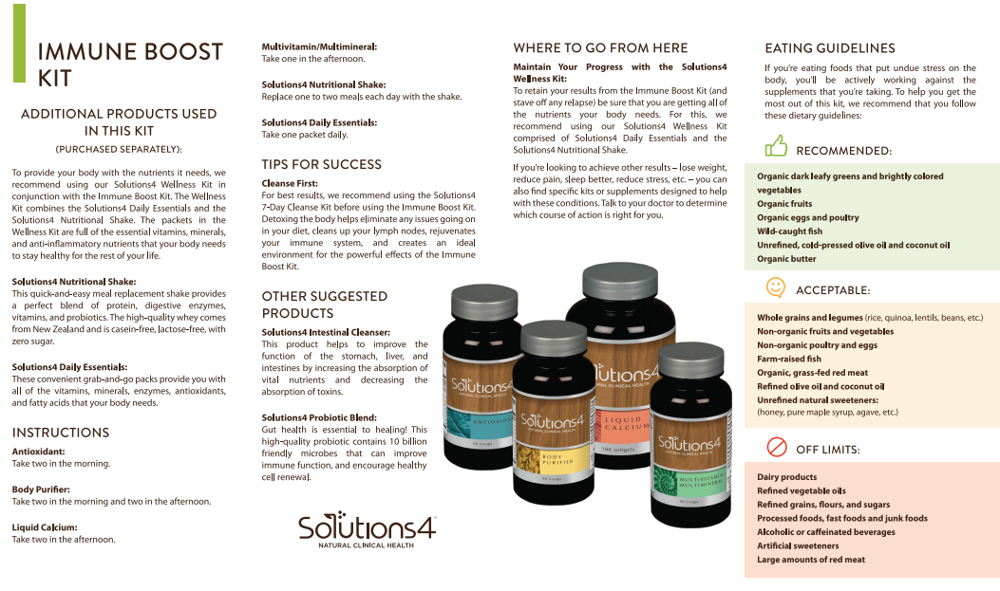 IMMUNE BOOST
KIT
ADDITIONAL PRODUCTS USED
IN THIS KIT
(PURCHASED SEPARATELY):
To provide your body with the nutrients it needs, we
recommend using our Solutions4 Wellness Kit in
conjunction with the Immune Boost Kit. The Wellness
Kit combines the Solutions4 Daily Essentials and the
Solutions4 Nutritional Shake. The packets in the
Wellness Kit are full of the essential vitamins, minerals,
and anti-inflammatory nutrients that your body needs
to stay healthy for the rest of your life.
Solutions4 Nutritional Shake:
This quick-and-easy meal replacement shake provides
a perfect blend of protein, digestive enzymes,
vitamins, and probiotics. The high-quality whey comes
from New Zealand and is casein-free, lactose-free, with
zero sugar.
Solutions4 Daily Essentials:
These convenient grab-and-go packs provide you with
all of the vitamins, minerals, enzymes, antioxidants,
and fatty acids that your body needs.
INSTRUCTIONS
Antioxidant:
Take two in the morning.
Body Purifier:
Take two in the morning and two in the afternoon.
Liquid Calcium:
Take two in the afternoon.
Multivitamin/Multimineral:
Take one in the afternoon.
Solutions4 Nutritional Shake:
Replace one to two meals each day with the shake.
Solutions4 Daily Essentials:
Take one packet daily.
TIPS FOR SUCCESS
Cleanse First:
For best results, we recommend using the Solutions4
7-Day Cleanse Kit before using the Immune Boost Kit.
Detoxing the body helps eliminate any issues going on
in your diet, cleans up your lymph nodes, rejuvenates
your immune system, and creates an ideal
environment for the powerful effects of the Immune
Boost Kit.
OTHER SUGGESTED
PRODUCTS
Solutions4 Intestinal Cleanser:
This product helps to improve the
function of the stomach, liver, and
intestines by increasing the absorption of
vital nutrients and decreasing the
absorption of toxins.
Solutions4 Probiotic Blend:
Gut health is essential to healing! This
high-quality probiotic contains 10 billion
friendly microbes that can improve
immune function, and encourage healthy
cell renewal.
Solutions4
NATURAL CLINICAL HEALTH
WHERE TO GO FROM HERE
Maintain Your Progress with the Solutions4
Wellness Kit:
To retain your results from the Immune Boost Kit (and
stave off any relapse) be sure that you are getting all of
the nutrients your body needs. For this, we
recommend using our Solutions4 Wellness Kit
comprised of Solutions4 Daily Essentials and the
Solutions4 Nutritional Shake.
If you're looking to achieve other results – lose weight,
reduce pain, sleep better, reduce stress, etc. – you can
also find specific kits or supplements designed to help
with these conditions. Talk to your doctor to determine
which course of action is right for you.
Solutions4
NATURAL CLINICAL HEALTH
ANTIOXIDA
60 v-caps
Solutions4
NATURAL CLINICAL HEALTH
BODY
PURIFIER
60 v-caps
lutions4
NATURAL CLINICAL HEALTH
LIQUID
CALCIUM
100 softgels
Solutions4
NATURAL CLINICAL HEALTH
MULTIVITAMIN
MULTIMINERAL
60 v-caps
EATING GUIDELINES
If you're eating foods that put undue stress on the
body, you'll be actively working against the
supplements that you're taking. To help you get the
most out of this kit, we recommend that you follow
these dietary guidelines:
RECOMMENDED:
Organic dark leafy greens and brightly colored
vegetables
Organic fruits
Organic eggs and poultry
Wild-caught fish
Unrefined, cold-pressed olive oil and coconut oil
Organic butter
ACCEPTABLE:
Whole grains and legumes (rice, quinoa, lentils, beans, etc.)
Non-organic fruits and vegetables
Non-organic poultry and eggs
Farm-raised fish
Organic, grass-fed red meat
Refined olive oil and coconut oil
Unrefined natural sweeteners:
(honey, pure maple syrup, agave, etc.)
OFF LIMITS:
Dairy products
Refined vegetable oils
Refined grains, flours, and sugars
Processed foods, fast foods and junk foods
Alcoholic or caffeinated beverages
Artificial sweeteners
Large amounts of red meat